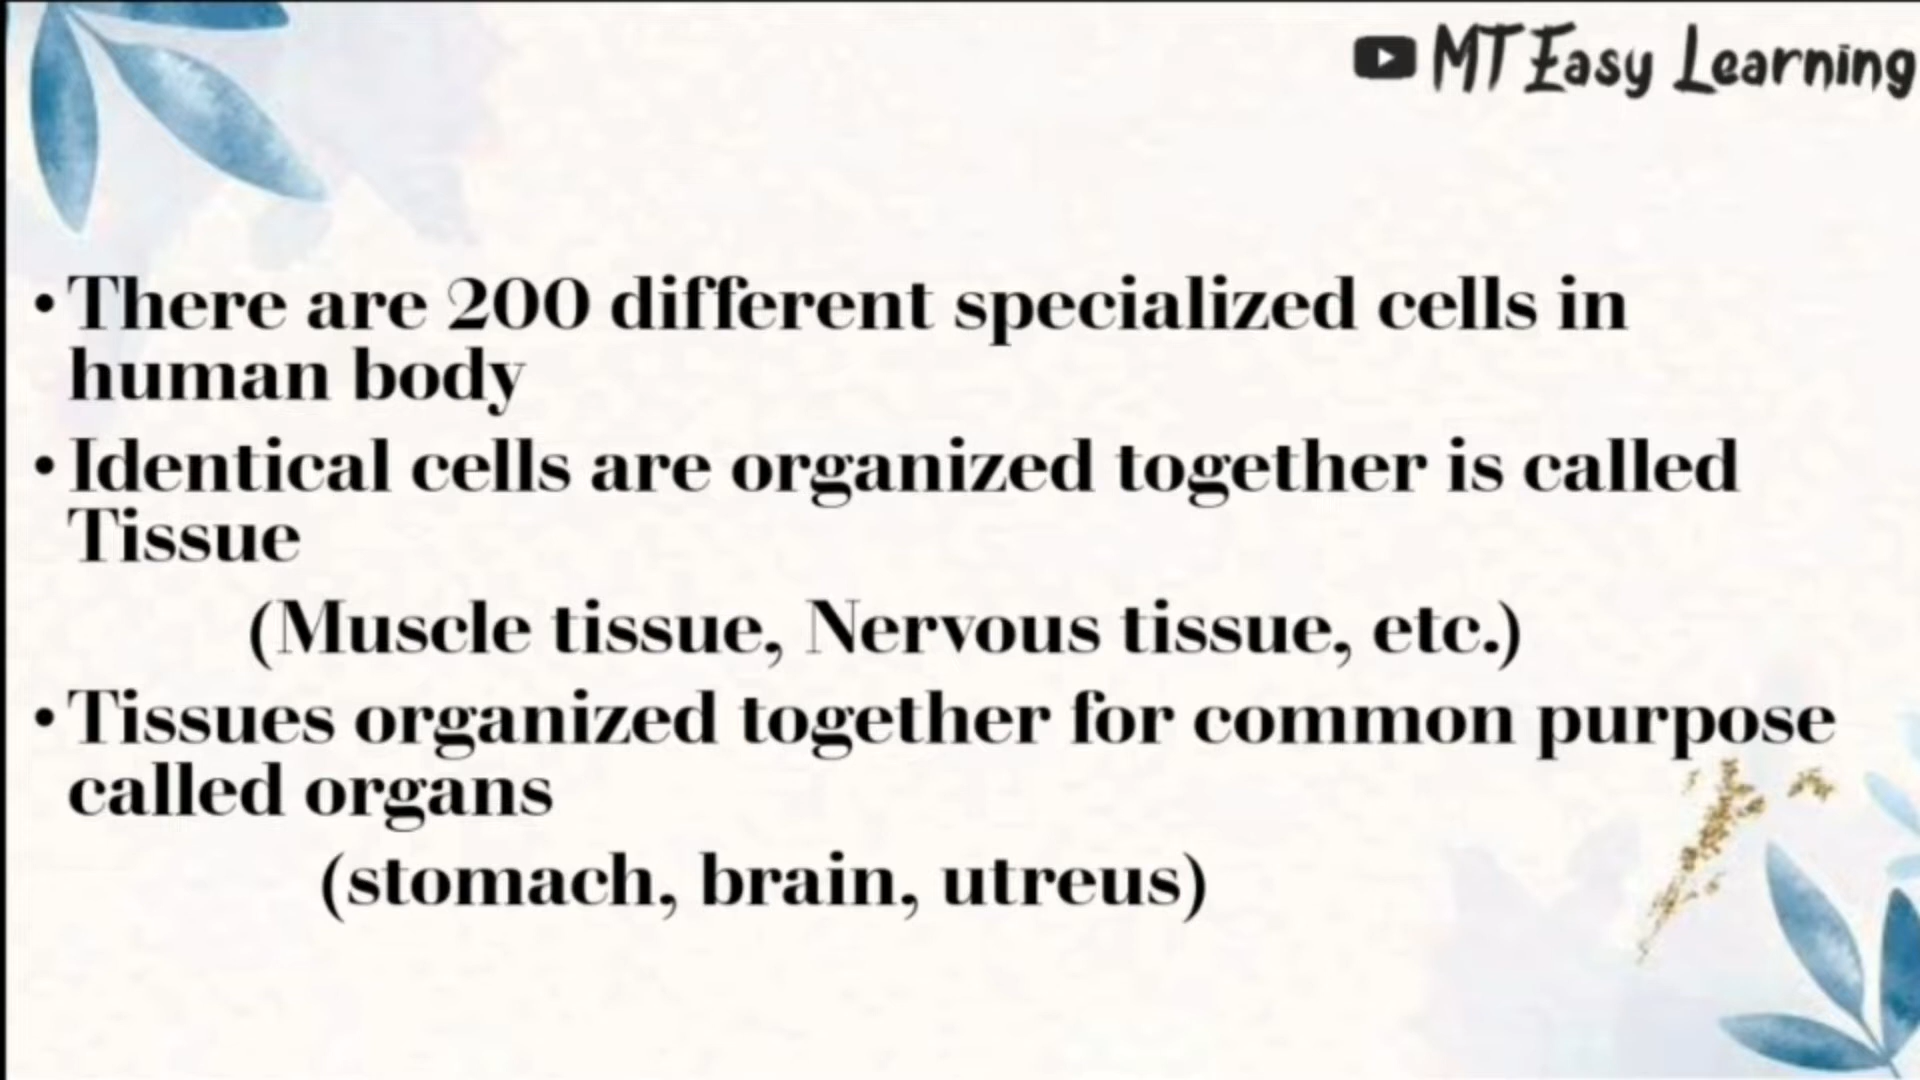 MT Easy Learning
• There are 200 different specialized cells in
human body
• Identical cells are organized together is called
Tissue
(Muscle tissue, Nervous tissue, etc.)
• Tissues organized together for common purpose
called organs
(stomach, brain, utreus)